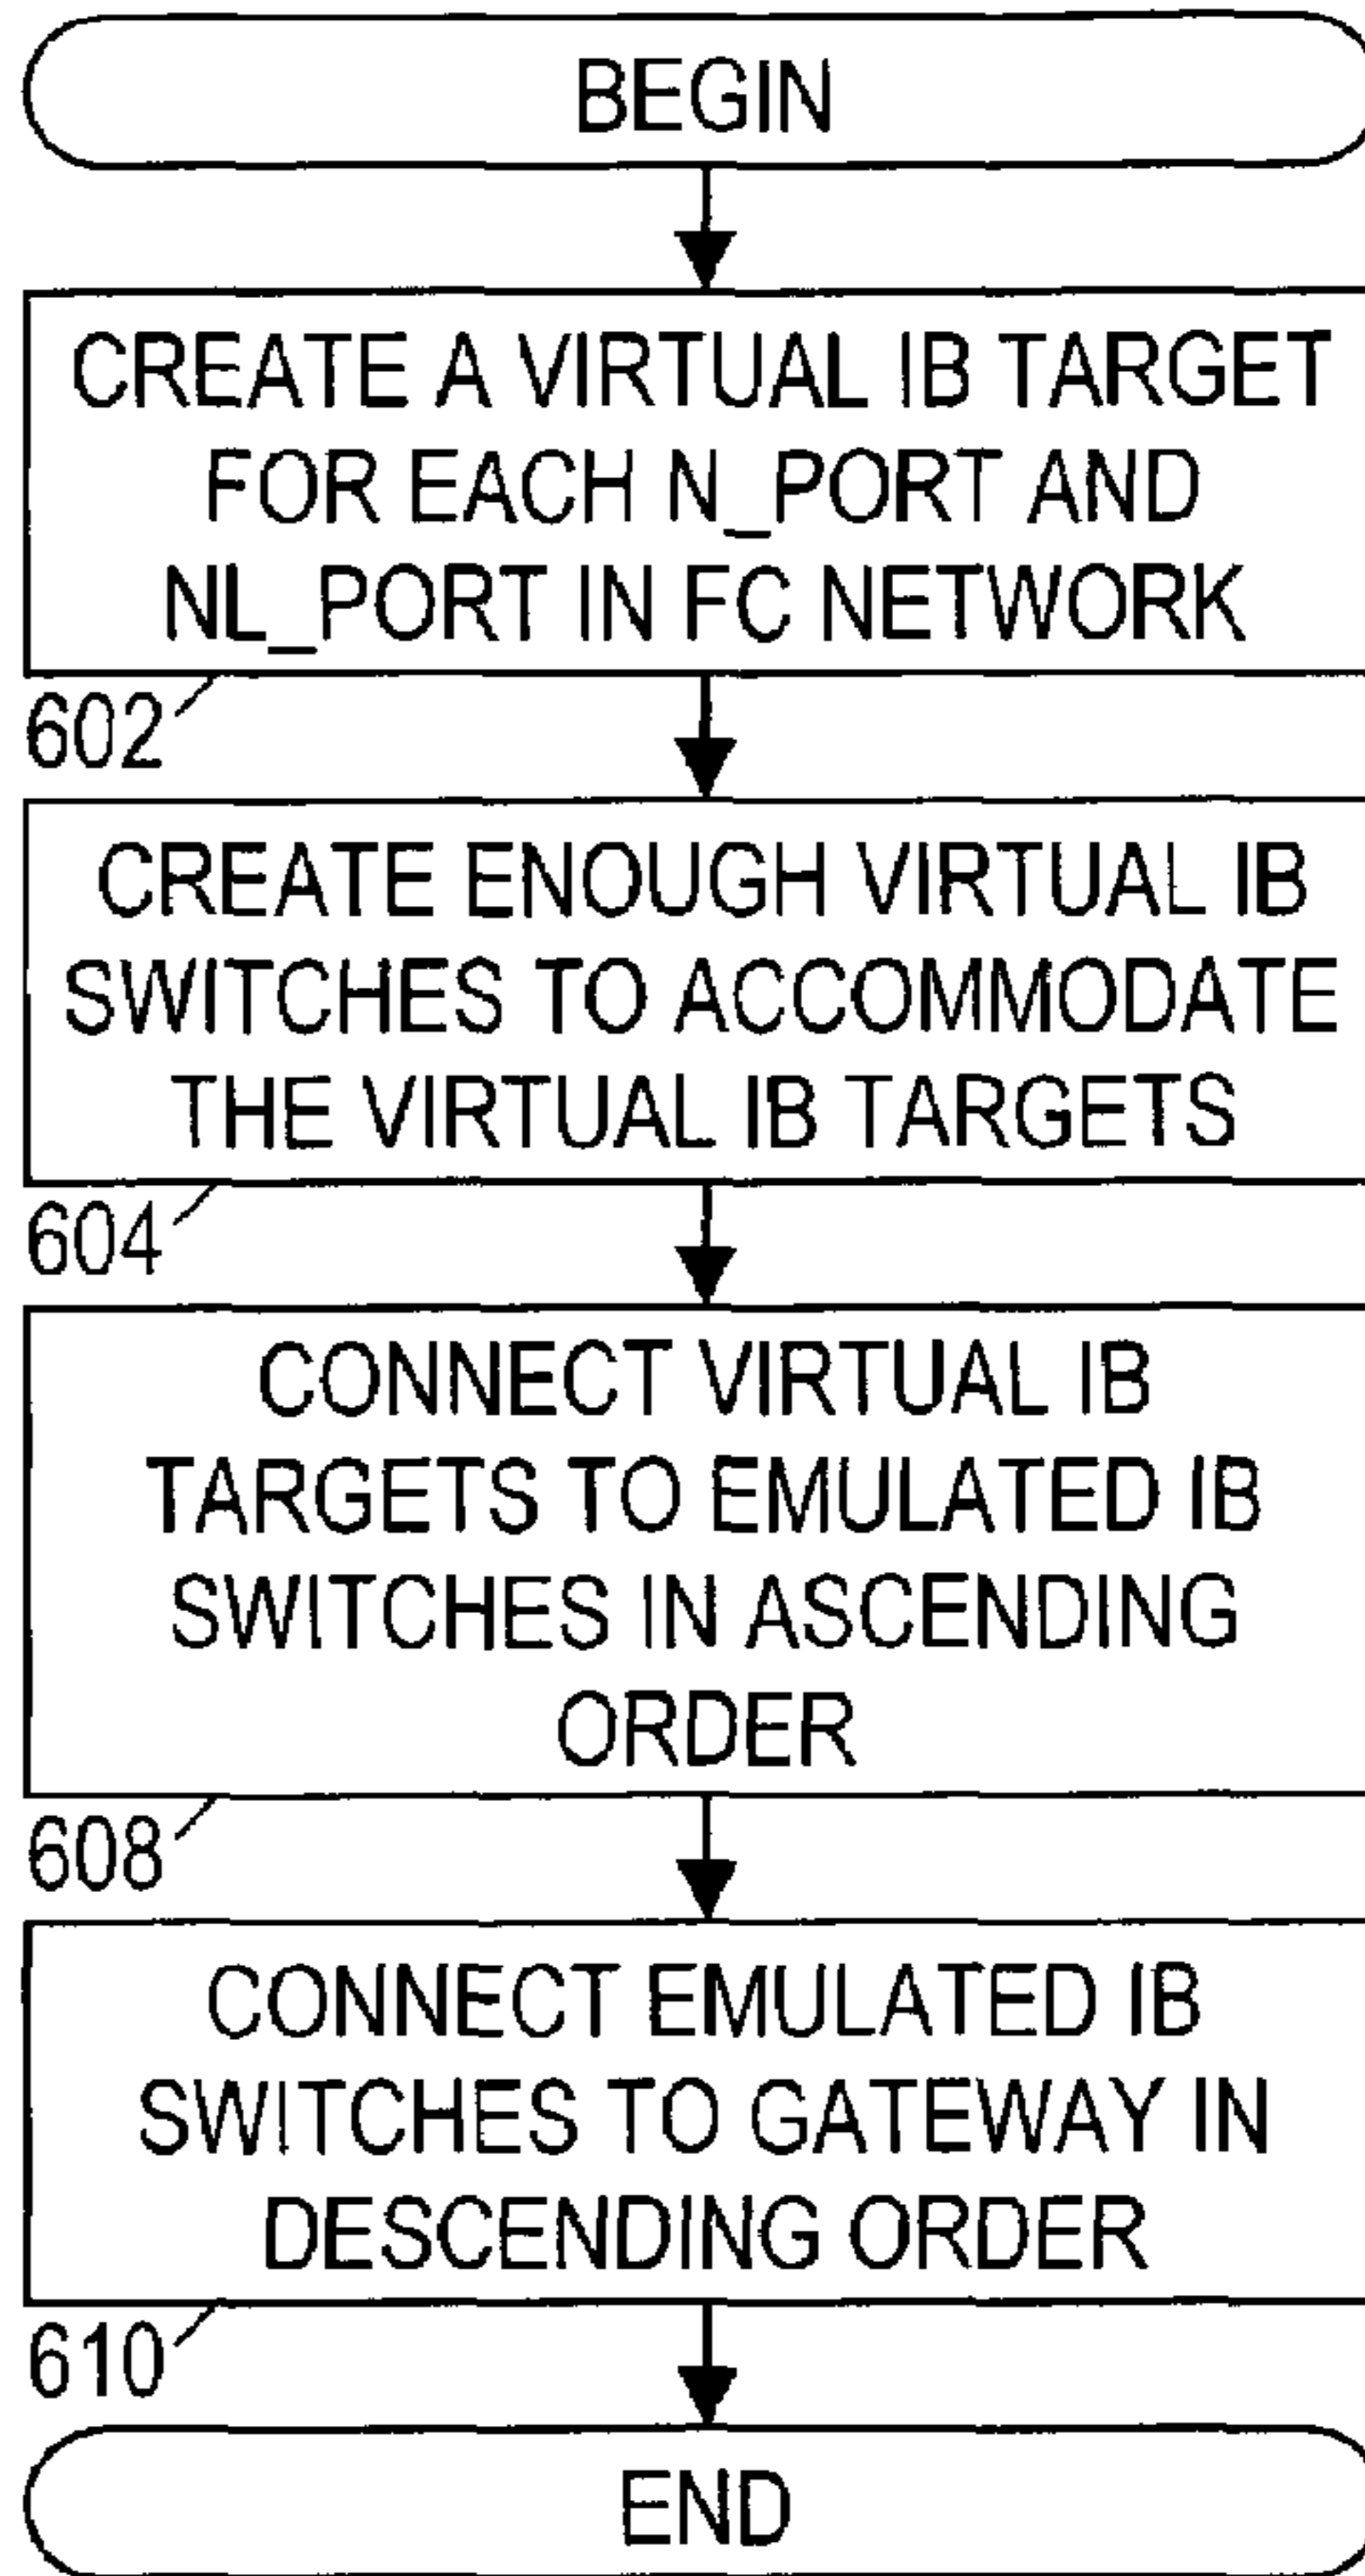 BEGIN
CREATE A VIRTUAL IB TARGET
FOR EACH N_PORT AND
NL_PORT IN FC NETWORK
602
CREATE ENOUGH VIRTUAL IB
SWITCHES TO ACCOMMODATE
THE VIRTUAL IB TARGETS
604
CONNECT VIRTUAL IB
TARGETS TO EMULATED IB
SWITCHES IN ASCENDING
ORDER
608
CONNECT EMULATED IB
SWITCHES TO GATEWAY IN
DESCENDING ORDER
610
END